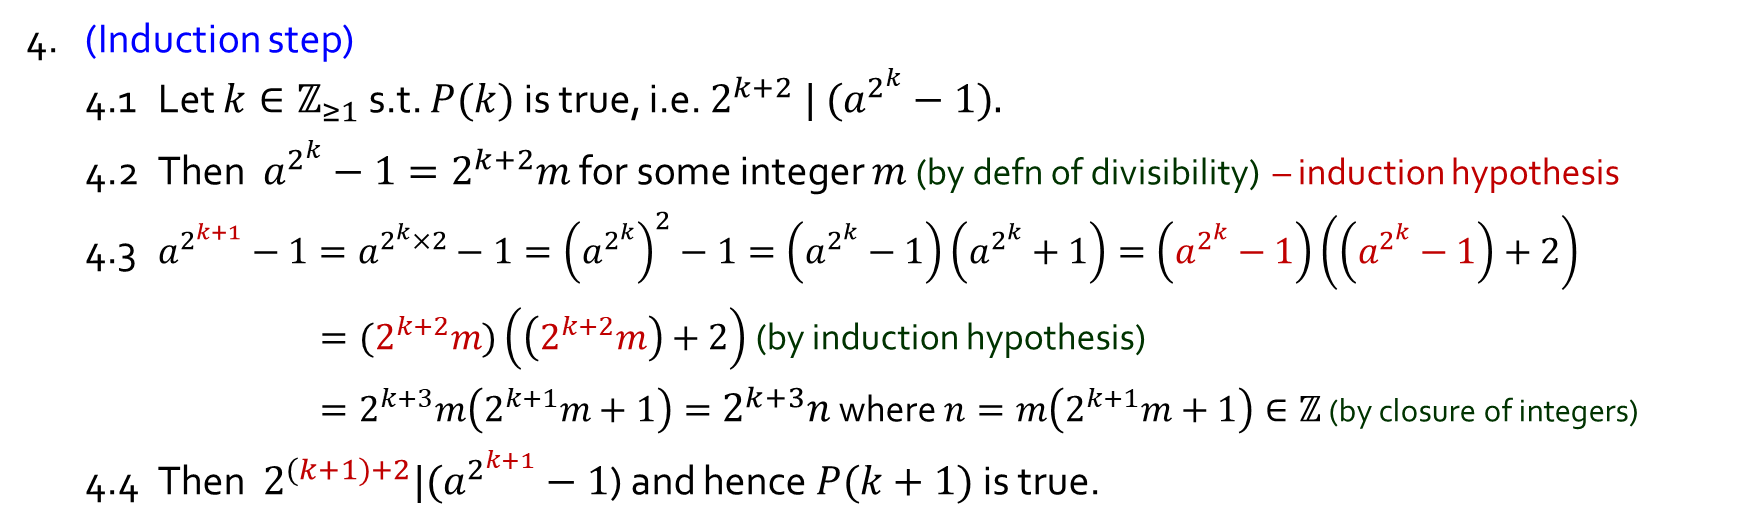 4. (Induction step)
4.1 Let k ∈ ℤ≥1 s.t. P(k) is true, i.e. 2^{k+2} | (a^{2^k} − 1).
4.2 Then a^{2^k} − 1 = 2^{k+2}m for some integer m (by defn of divisibility) – induction hypothesis
4.3 a^{2^{k+1}} − 1 = a^{2^k×2} − 1 = (a^{2^k})^2 − 1 = (a^{2^k} − 1)(a^{2^k} + 1) = (a^{2^k} − 1)((a^{2^k} − 1) + 2)
= (2^{k+2}m)((2^{k+2}m) + 2) (by induction hypothesis)
= 2^{k+3}m(2^{k+1}m + 1) = 2^{k+3}n where n = m(2^{k+1}m + 1) ∈ ℤ (by closure of integers)
4.4 Then 2^{(k+1)+2}|(a^{2^{k+1}} − 1) and hence P(k + 1) is true.